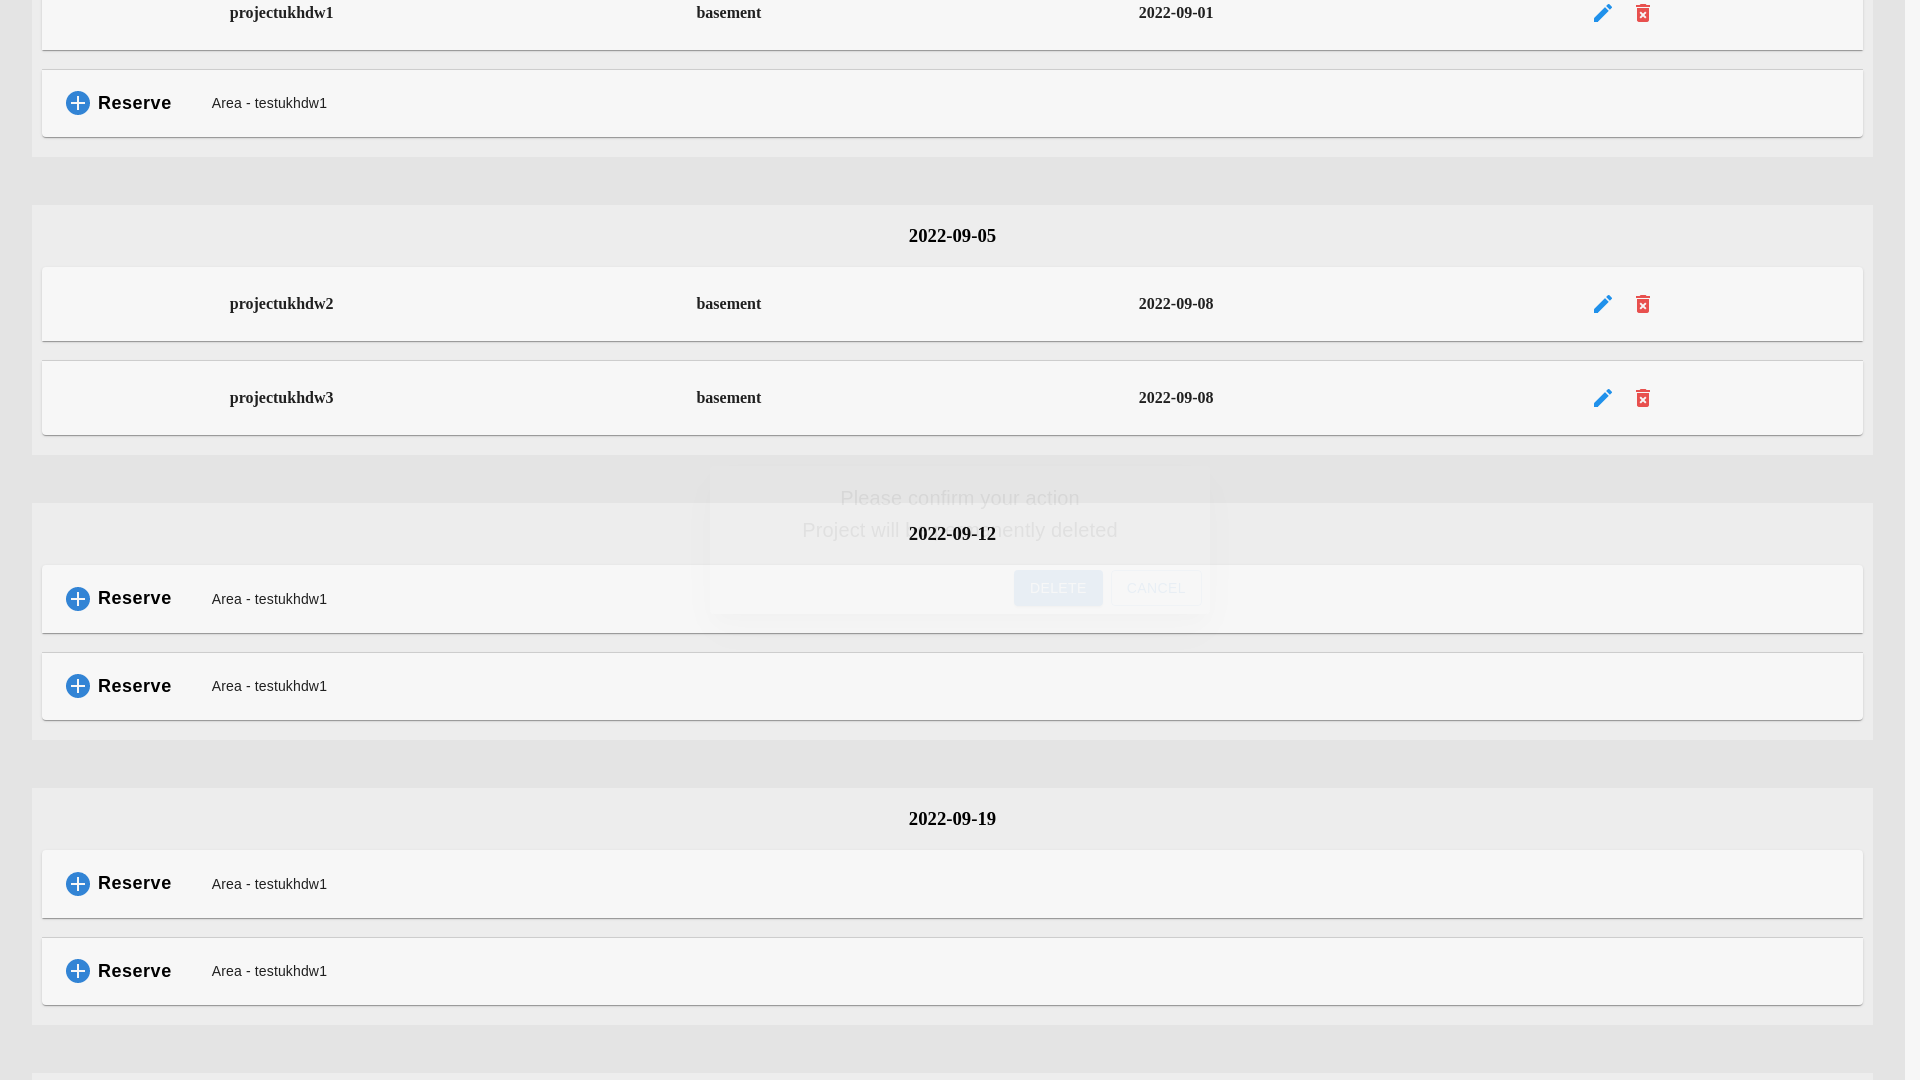 projectukhdw1 basement 2022-09-01
Reserve Area - testukhdw1
2022-09-05
projectukhdw2 basement 2022-09-08
projectukhdw3 basement 2022-09-08
Please confirm your action
Project will be permanently deleted
2022-09-12
DELETE CANCEL
Reserve Area - testukhdw1
Reserve Area - testukhdw1
2022-09-19
Reserve Area - testukhdw1
Reserve Area - testukhdw1